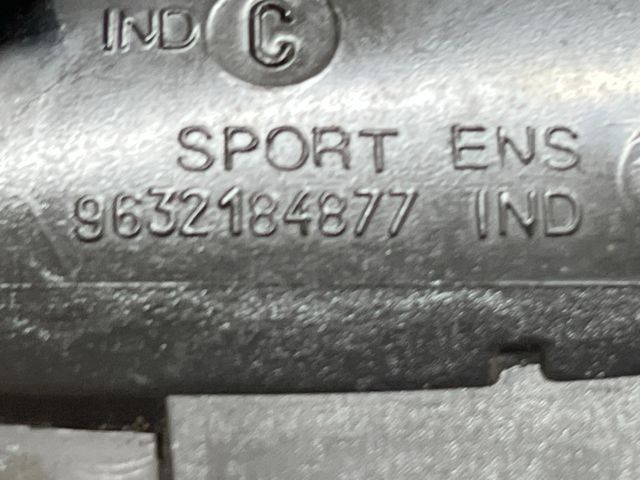 IND C
SPORT ENS
9632184877 IND